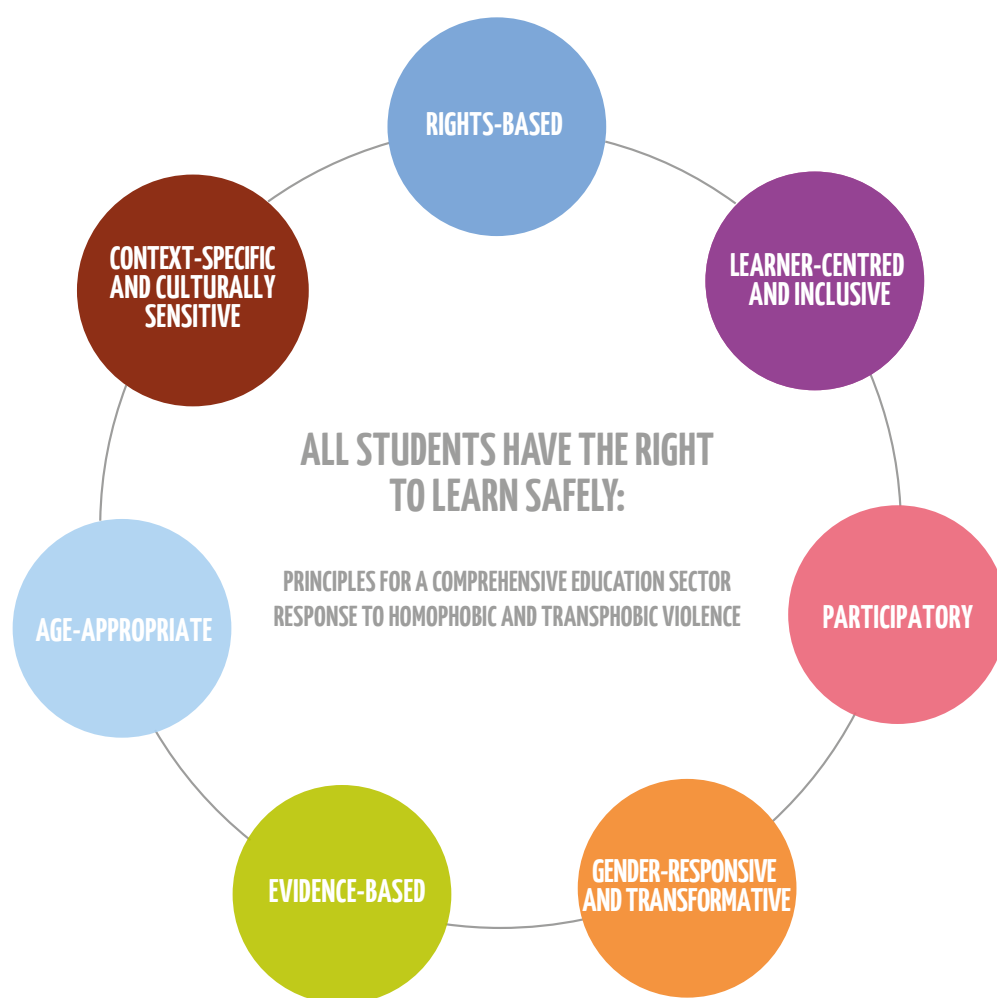 RIGHTS-BASED
LEARNER-CENTRED
AND INCLUSIVE
PARTICIPATORY
GENDER-RESPONSIVE
AND TRANSFORMATIVE
EVIDENCE-BASED
AGE-APPROPRIATE
CONTEXT-SPECIFIC
AND CULTURALLY
SENSITIVE
ALL STUDENTS HAVE THE RIGHT
TO LEARN SAFELY:
PRINCIPLES FOR A COMPREHENSIVE EDUCATION SECTOR
RESPONSE TO HOMOPHOBIC AND TRANSPHOBIC VIOLENCE